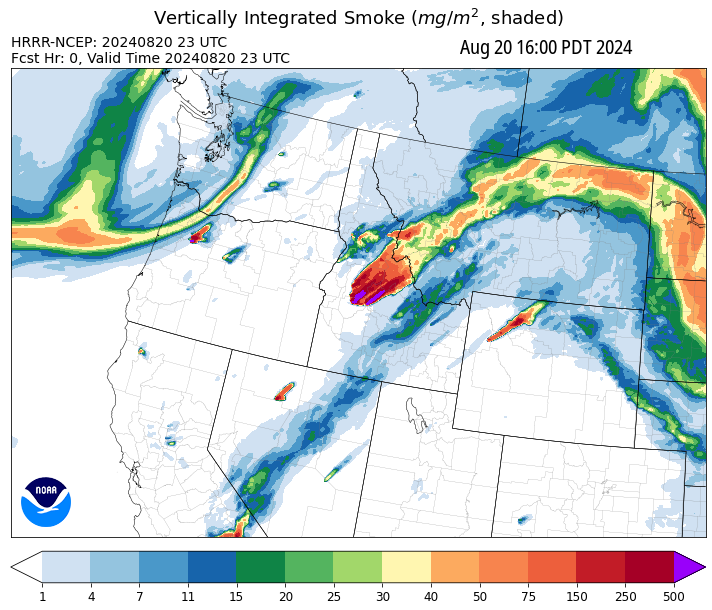 Vertically Integrated Smoke (mg/m², shaded)
HRRR-NCEP: 20240820 23 UTC
Aug 20 16:00 PDT 2024
Fcst Hr: 0, Valid Time 20240820 23 UTC
NOAA
1 4 7 11 15 20 25 30 40 50 75 150 250 500